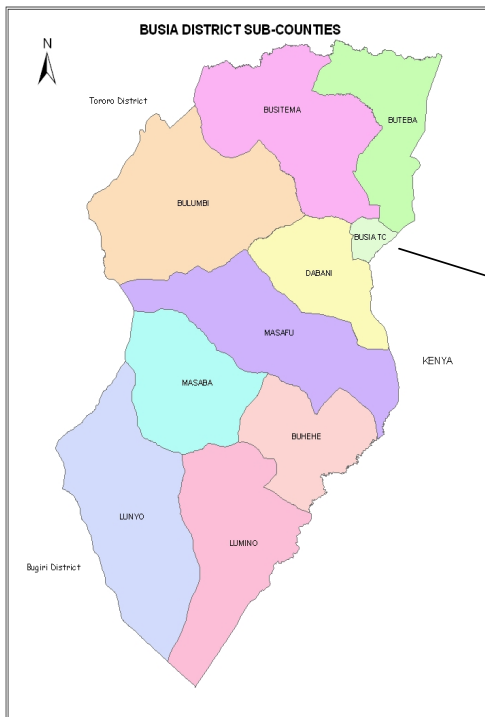 BUSIA DISTRICT SUB-COUNTIES
N
Tororo District
BUSITEMA
BUTEBA
BULUMBI
BUSIA TC
DABANI
MASAFU
KENYA
MASABA
BUHEHE
LUNYO
LUMINO
Bugiri District